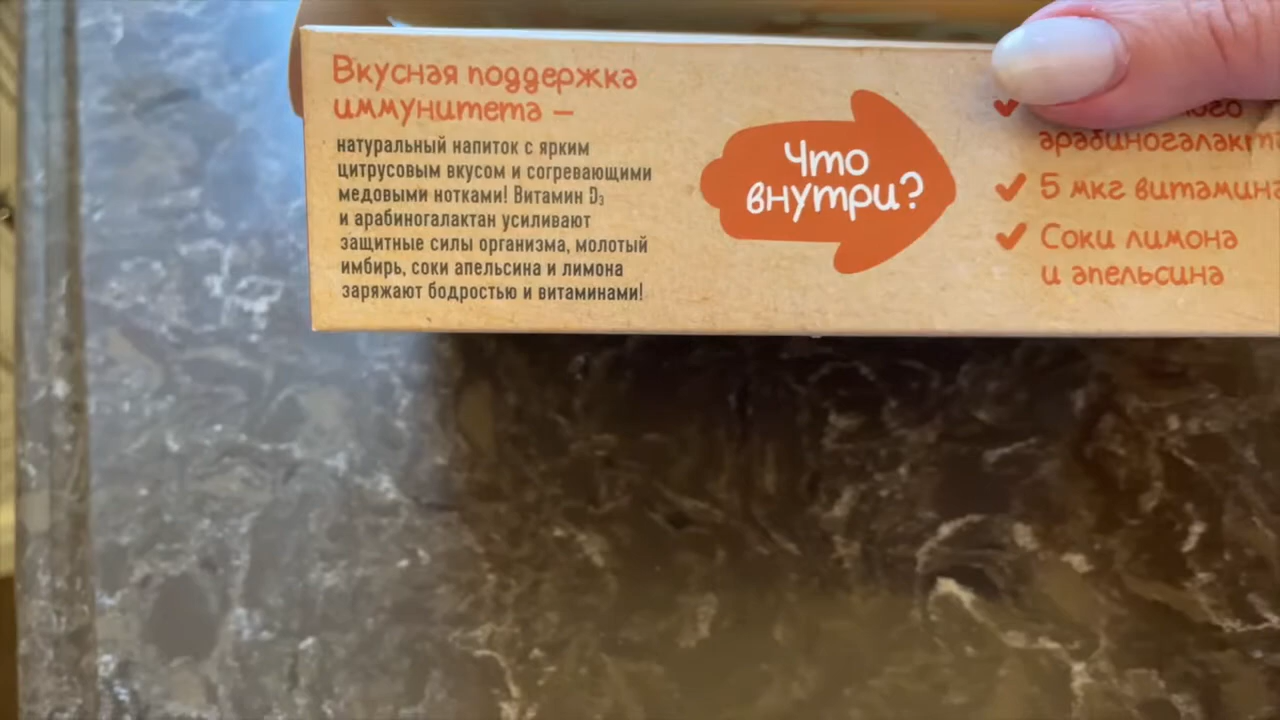 Вкусная поддержка
иммунитета –
натуральный напиток с ярким
цитрусовым вкусом и согревающими
медовыми нотками! Витамин D₃
и арабиногалактан усиливают
защитные силы организма, молотый
имбирь, соки апельсина и лимона
заряжают бодростью и витаминами!
Что
внутри?
5 мкг витамина
Соки лимона
и апельсина